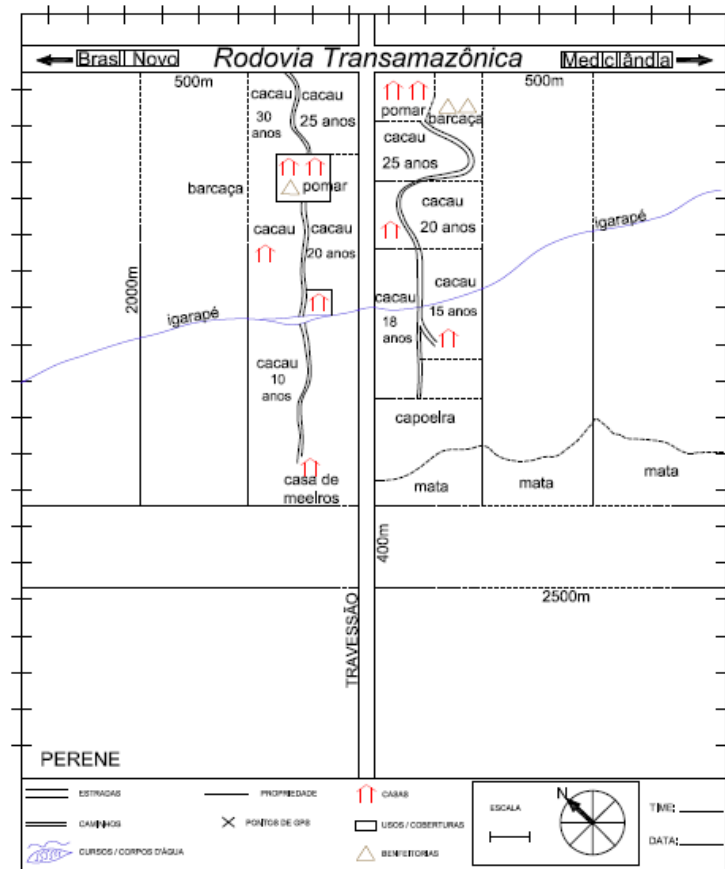 Brasil Novo
Rodovia Transamazônica
Medicilândia
500m
500m
cacau
30
anos
cacau
25 anos
pomar
barcaça
cacau
25 anos
barcaça
pomar
cacau
cacau
20 anos
cacau
20 anos
igarapé
2000m
igarapé
cacau
18
anos
cacau
15 anos
cacau
10
anos
capoeira
casa de
meeiros
mata
mata
mata
400m
2500m
TRAVESSÃO
PERENE
ESTRADAS
PROPRIEDADE
CASAS
CAMINHOS
PONTOS DE GPS
USOS / COBERTURAS
CURSOS / CORPOS D'ÁGUA
BENFEITORIAS
ESCALA
N
TIME:
DATA: